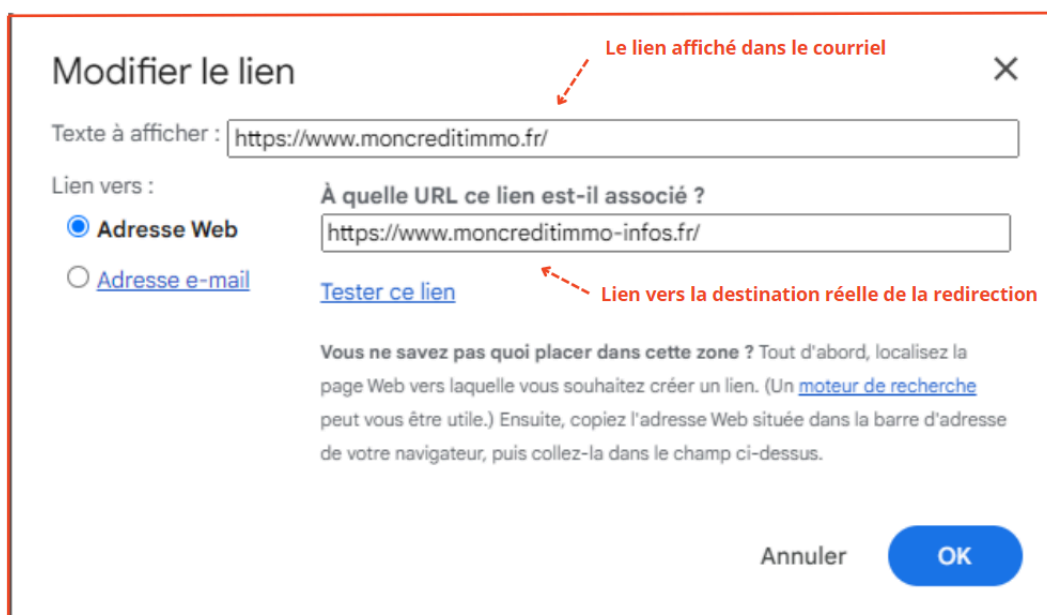 Le lien affiché dans le courriel
Modifier le lien
Texte à afficher :
https://www.moncreditimmo.fr/
Lien vers :
À quelle URL ce lien est-il associé ?
Adresse Web
https://www.moncreditimmo-infos.fr/
Adresse e-mail
Tester ce lien
Lien vers la destination réelle de la redirection
Vous ne savez pas quoi placer dans cette zone ? Tout d'abord, localisez la
page Web vers laquelle vous souhaitez créer un lien. (Un moteur de recherche
peut vous être utile.) Ensuite, copiez l'adresse Web située dans la barre d'adresse
de votre navigateur, puis collez-la dans le champ ci-dessus.
Annuler
OK